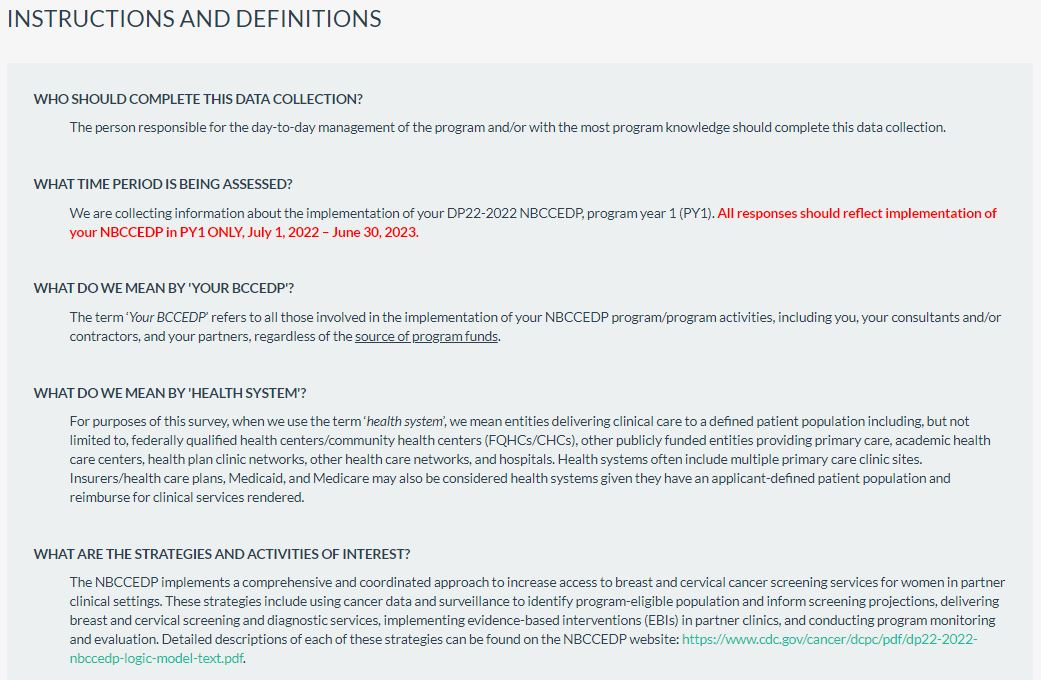 INSTRUCTIONS AND DEFINITIONS
WHO SHOULD COMPLETE THIS DATA COLLECTION?
The person responsible for the day-to-day management of the program and/or with the most program knowledge should complete this data collection.
WHAT TIME PERIOD IS BEING ASSESSED?
We are collecting information about the implementation of your DP22-2022 NBCCEDP, program year 1 (PY1). All responses should reflect implementation of
your NBCCEDP in PY1 ONLY, July 1, 2022 – June 30, 2023.
WHAT DO WE MEAN BY 'YOUR BCCEDP'?
The term 'Your BCCEDP' refers to all those involved in the implementation of your NBCCEDP program/program activities, including you, your consultants and/or
contractors, and your partners, regardless of the source of program funds.
WHAT DO WE MEAN BY 'HEALTH SYSTEM'?
For purposes of this survey, when we use the term 'health system', we mean entities delivering clinical care to a defined patient population including, but not
limited to, federally qualified health centers/community health centers (FQHCs/CHCs), other publicly funded entities providing primary care, academic health
care centers, health plan clinic networks, other health care networks, and hospitals. Health systems often include multiple primary care clinic sites.
Insurers/health care plans, Medicaid, and Medicare may also be considered health systems given they have an applicant-defined patient population and
reimburse for clinical services rendered.
WHAT ARE THE STRATEGIES AND ACTIVITIES OF INTEREST?
The NBCCEDP implements a comprehensive and coordinated approach to increase access to breast and cervical cancer screening services for women in partner
clinical settings. These strategies include using cancer data and surveillance to identify program-eligible population and inform screening projections, delivering
breast and cervical screening and diagnostic services, implementing evidence-based interventions (EBIs) in partner clinics, and conducting program monitoring
and evaluation. Detailed descriptions of each of these strategies can be found on the NBCCEDP website: https://www.cdc.gov/cancer/dcpc/pdf/dp22-2022-
nbccedp-logic-model-text.pdf.